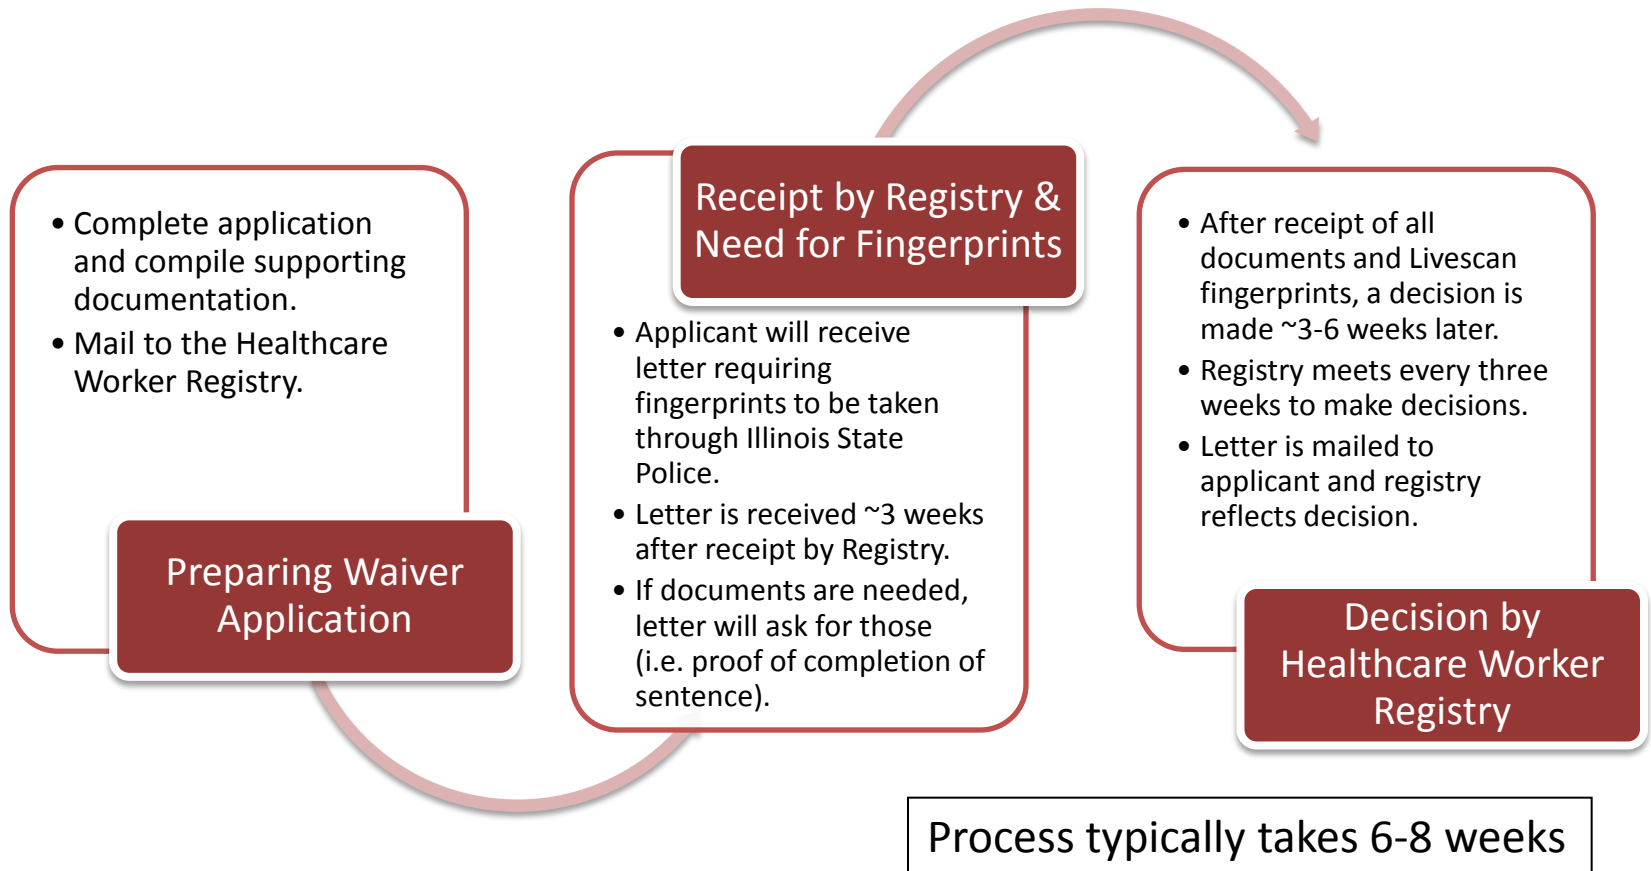 • Complete application
and compile supporting
documentation.
• Mail to the Healthcare
Worker Registry.
Preparing Waiver
Application
Receipt by Registry &
Need for Fingerprints
• Applicant will receive
letter requiring
fingerprints to be taken
through Illinois State
Police.
• Letter is received ~3 weeks
after receipt by Registry.
• If documents are needed,
letter will ask for those
(i.e. proof of completion of
sentence).
• After receipt of all
documents and Livescan
fingerprints, a decision is
made ~3-6 weeks later.
• Registry meets every three
weeks to make decisions.
• Letter is mailed to
applicant and registry
reflects decision.
Decision by
Healthcare Worker
Registry
Process typically takes 6-8 weeks